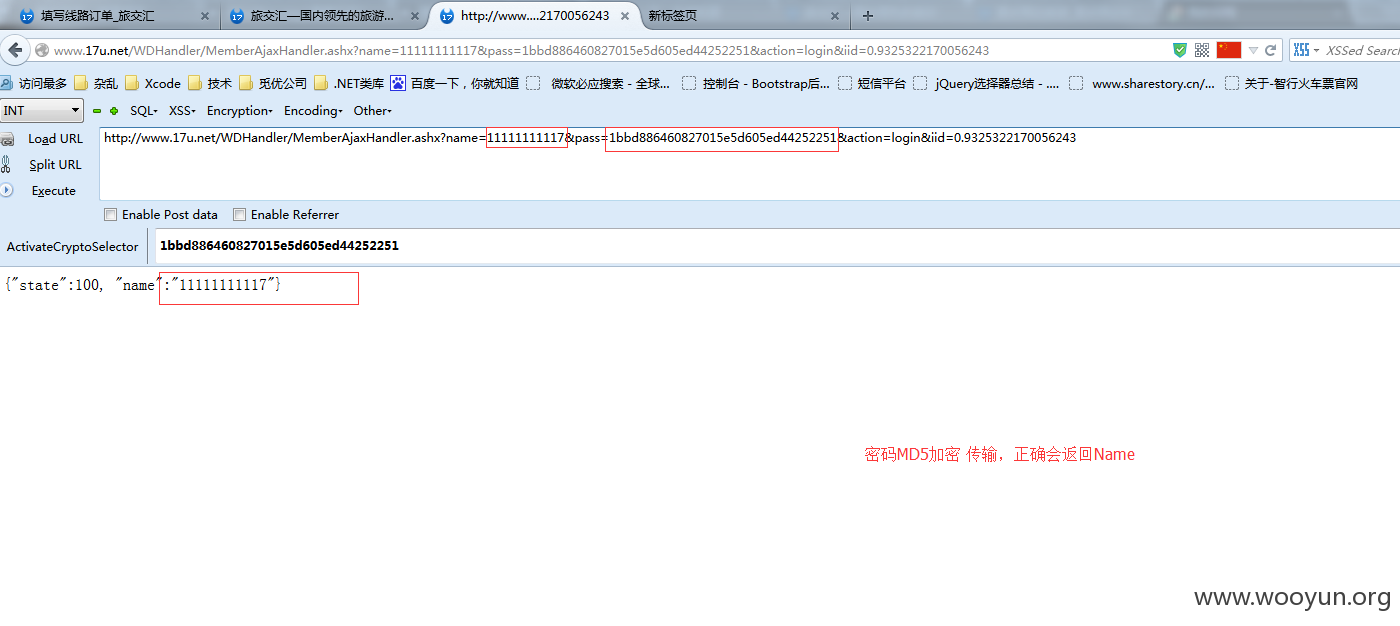 填写线路订单_旅交汇
旅交汇—国内领先的旅游...
http://www....2170056243
新标签页
www.17u.net/WDHandler/MemberAjaxHandler.ashx?name=11111111117&pass=1bbd886460827015e5d605ed44252251&action=login&iid=0.9325322170056243
XSS XSSed Searc
访问最多 杂乱 Xcode 技术 觅优公司 .NET类库 百度一下，你就知道 微软必应搜索 - 全球... 控制台 - Bootstrap后... 短信平台 jQuery选择器总结 - .... www.sharestory.cn/... 关于-智行火车票官网
INT SQL XSS Encryption Encoding Other
Load URL
http://www.17u.net/WDHandler/MemberAjaxHandler.ashx?name=11111111117&pass=1bbd886460827015e5d605ed44252251&action=login&iid=0.9325322170056243
Split URL
Execute
Enable Post data Enable Referrer
ActivateCryptoSelector 1bbd886460827015e5d605ed44252251
{"state":100, "name":"11111111117"}
密码MD5加密 传输，正确会返回Name
www.wooyun.org